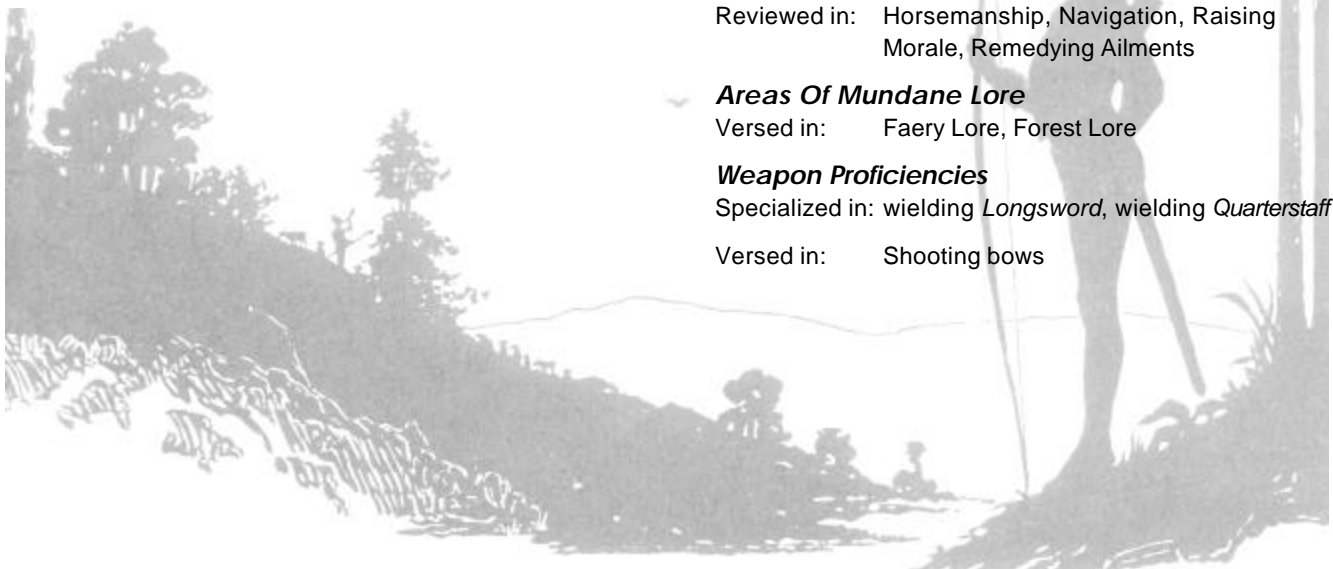 Reviewed in: Horsemanship, Navigation, Raising
Morale, Remedying Ailments
Areas Of Mundane Lore
Versed in: Faery Lore, Forest Lore
Weapon Proficiencies
Specialized in: wielding Longsword, wielding Quarterstaff
Versed in: Shooting bows